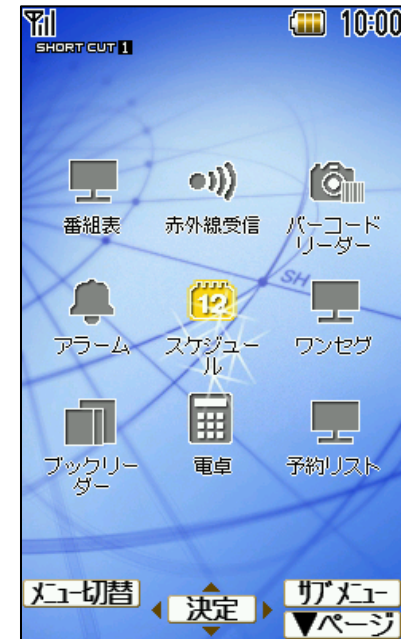 10:00
SHORT CUT 1
番組表
赤外線受信
バーコード
リーダー
SH
アラーム
スケジュー
ル
12
ワンセグ
ブックリー
ダー
電卓
予約リスト
メニュー切替
決定
サブメニュー
▼ページ